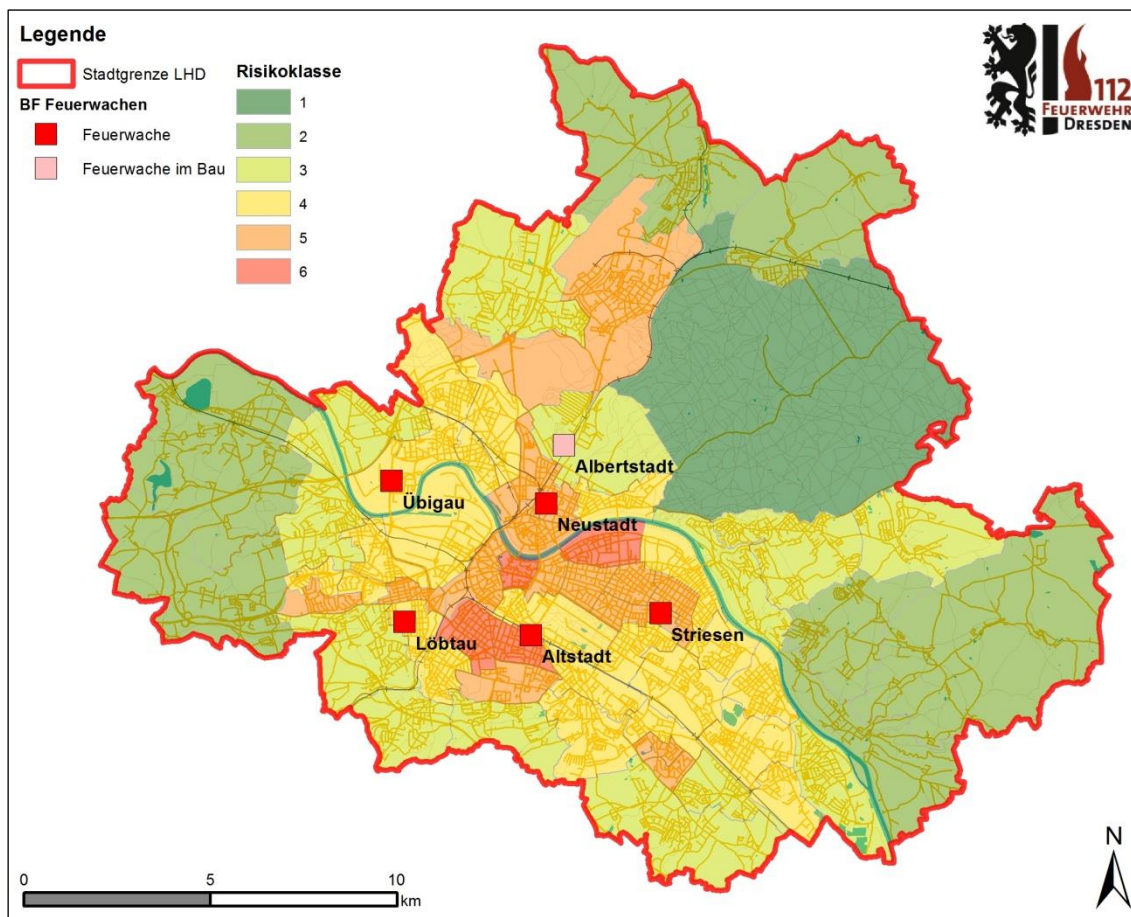 Legende
Stadtgrenze LHD
BF Feuerwachen
Feuerwache
Feuerwache im Bau
Risikoklasse
1
2
3
4
5
6
112
FEUERWEHR
DRESDEN
Albertstadt
Übigau
Neustadt
Striesen
Löbtau
Altstadt
N
0 5 10
km